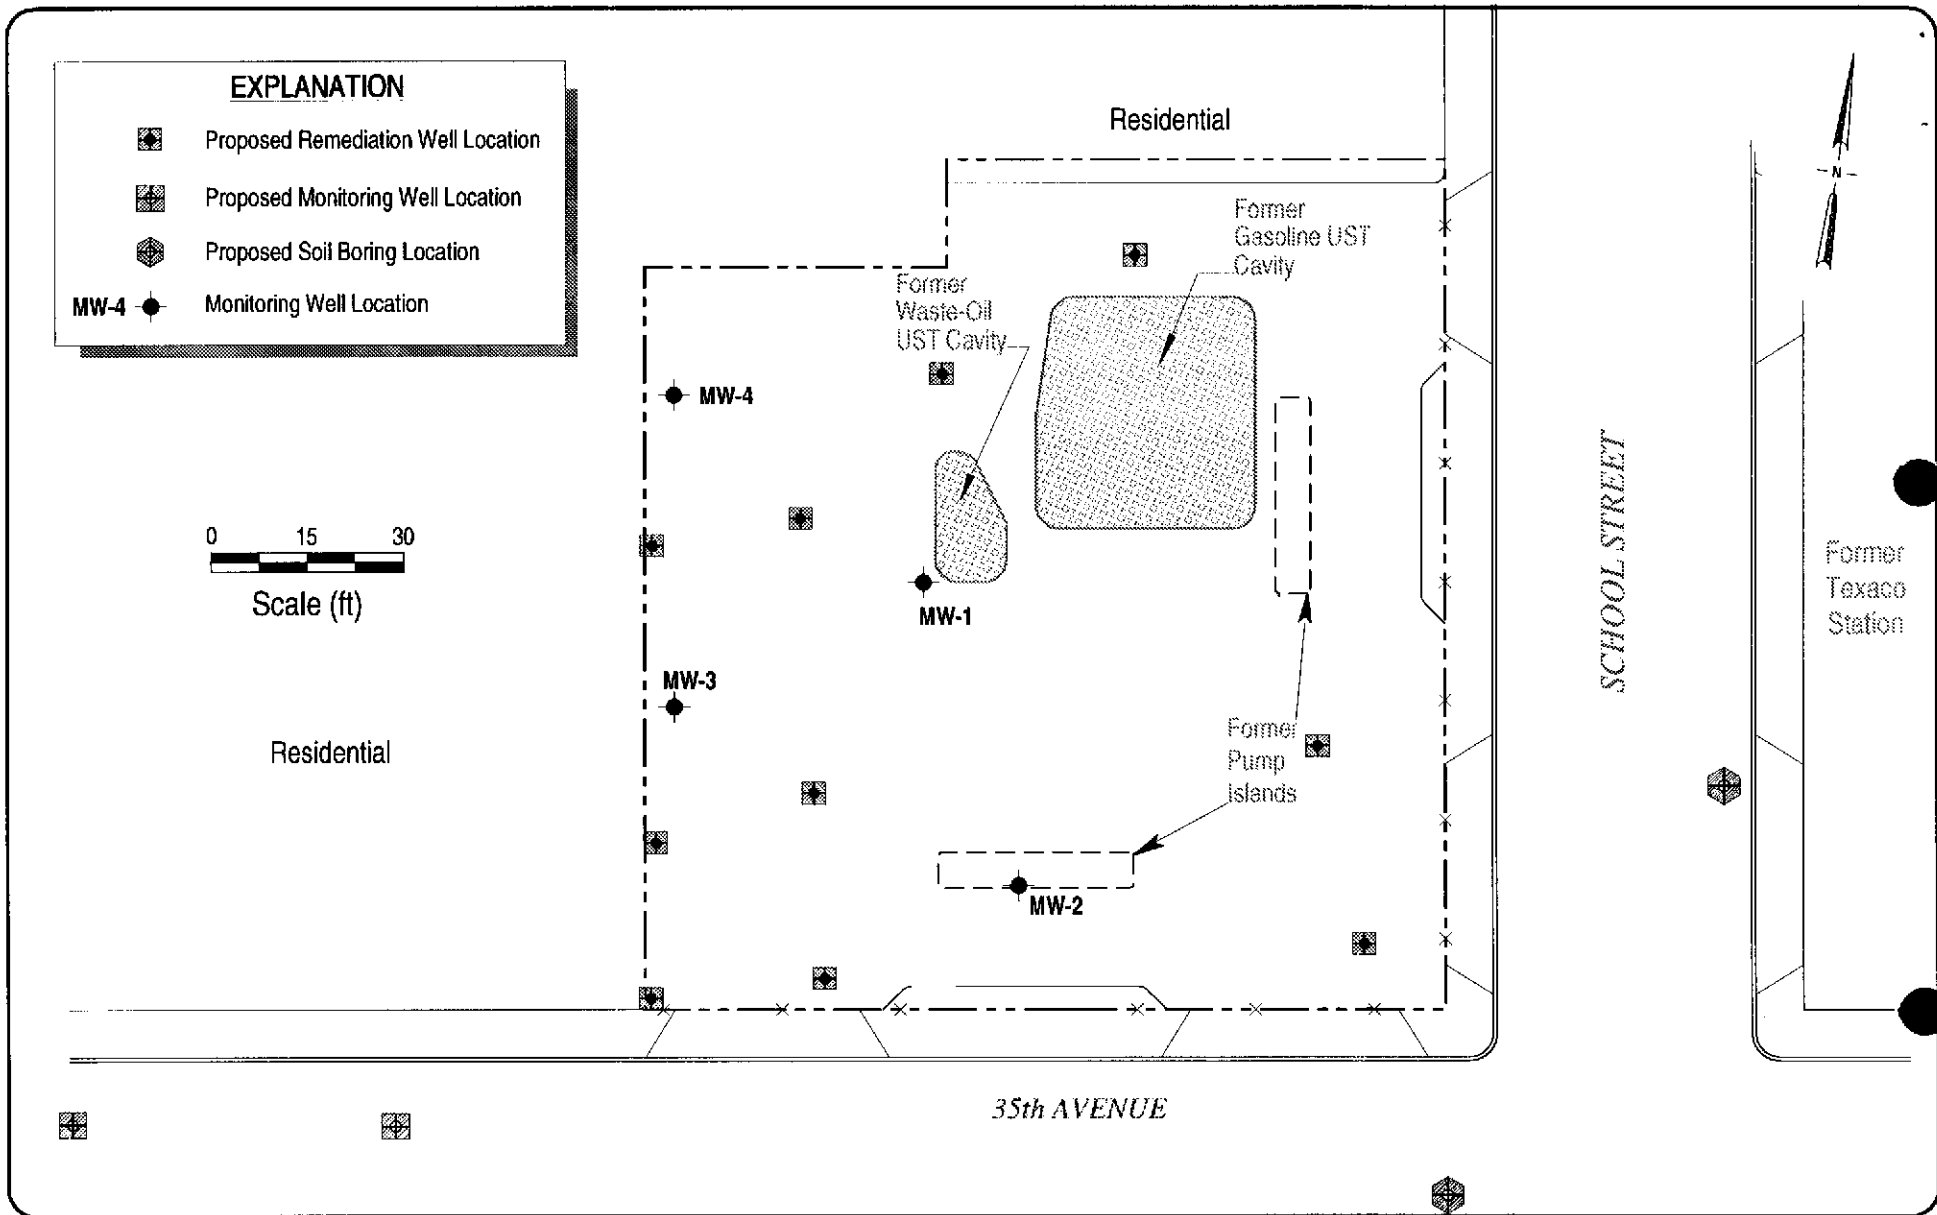 EXPLANATION
Proposed Remediation Well Location
Proposed Monitoring Well Location
Proposed Soil Boring Location
MW-4 Monitoring Well Location
Residential
N
Former
Gasoline UST
Cavity
Former
Waste-Oil
UST Cavity
MW-4
0 15 30
Scale (ft)
MW-1
MW-3
Residential
Former
Pump
Islands
MW-2
SCHOOL STREET
Former
Texaco
Station
35th AVENUE